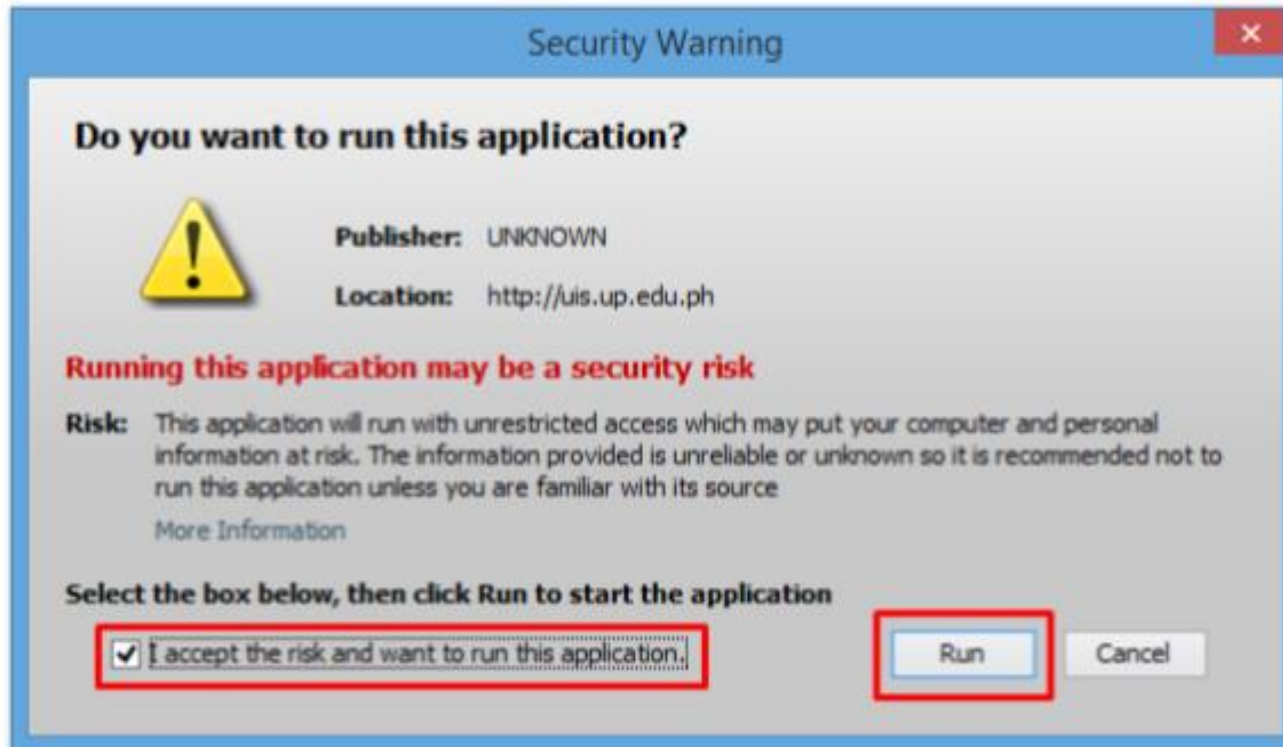 Security Warning
Do you want to run this application?
Publisher: UNKNOWN
Location: http://uis.up.edu.ph
Running this application may be a security risk
Risk: This application will run with unrestricted access which may put your computer and personal
information at risk. The information provided is unreliable or unknown so it is recommended not to
run this application unless you are familiar with its source
More Information
Select the box below, then click Run to start the application
I accept the risk and want to run this application.
Run Cancel